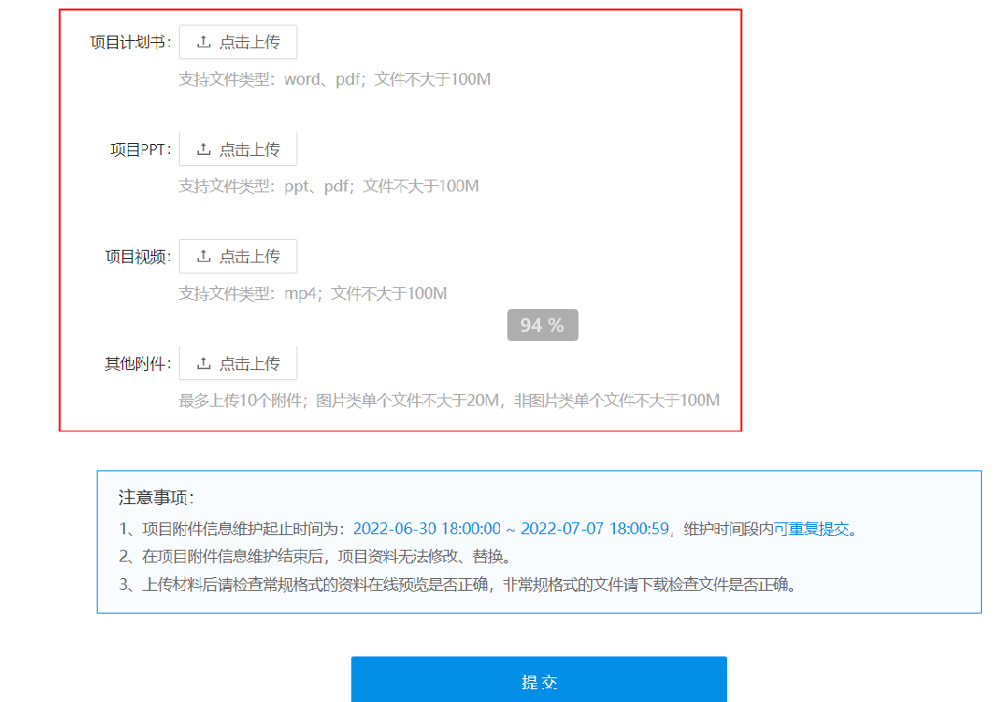 项目计划书： 点击上传
支持文件类型：word、pdf；文件不大于100M
项目PPT： 点击上传
支持文件类型：ppt、pdf；文件不大于100M
项目视频： 点击上传
支持文件类型：mp4；文件不大于100M
94 %
其他附件： 点击上传
最多上传10个附件；图片类单个文件不大于20M，非图片类单个文件不大于100M
注意事项：
1、项目附件信息维护起止时间为：2022-06-30 18:00:00 ~ 2022-07-07 18:00:59，维护时间段内可重复提交。
2、在项目附件信息维护结束后，项目资料无法修改、替换。
3、上传材料后请检查常规格式的资料在线预览是否正确，非常规格式的文件请下载检查文件是否正确。
提交